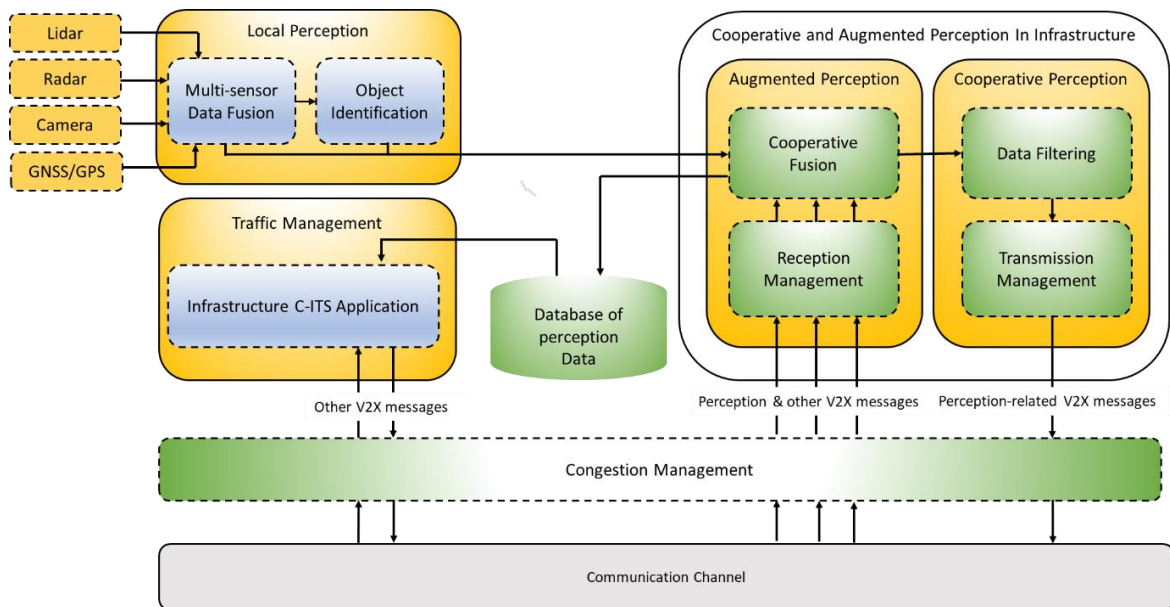 Lidar
Radar
Camera
GNSS/GPS
Local Perception
Multi-sensor
Data Fusion
Object
Identification
Cooperative and Augmented Perception In Infrastructure
Augmented Perception
Cooperative
Fusion
Reception
Management
Cooperative Perception
Data Filtering
Transmission
Management
Traffic Management
Infrastructure C-ITS Application
Database of
perception
Data
Other V2X messages
Perception & other V2X messages
Perception-related V2X messages
Congestion Management
Communication Channel